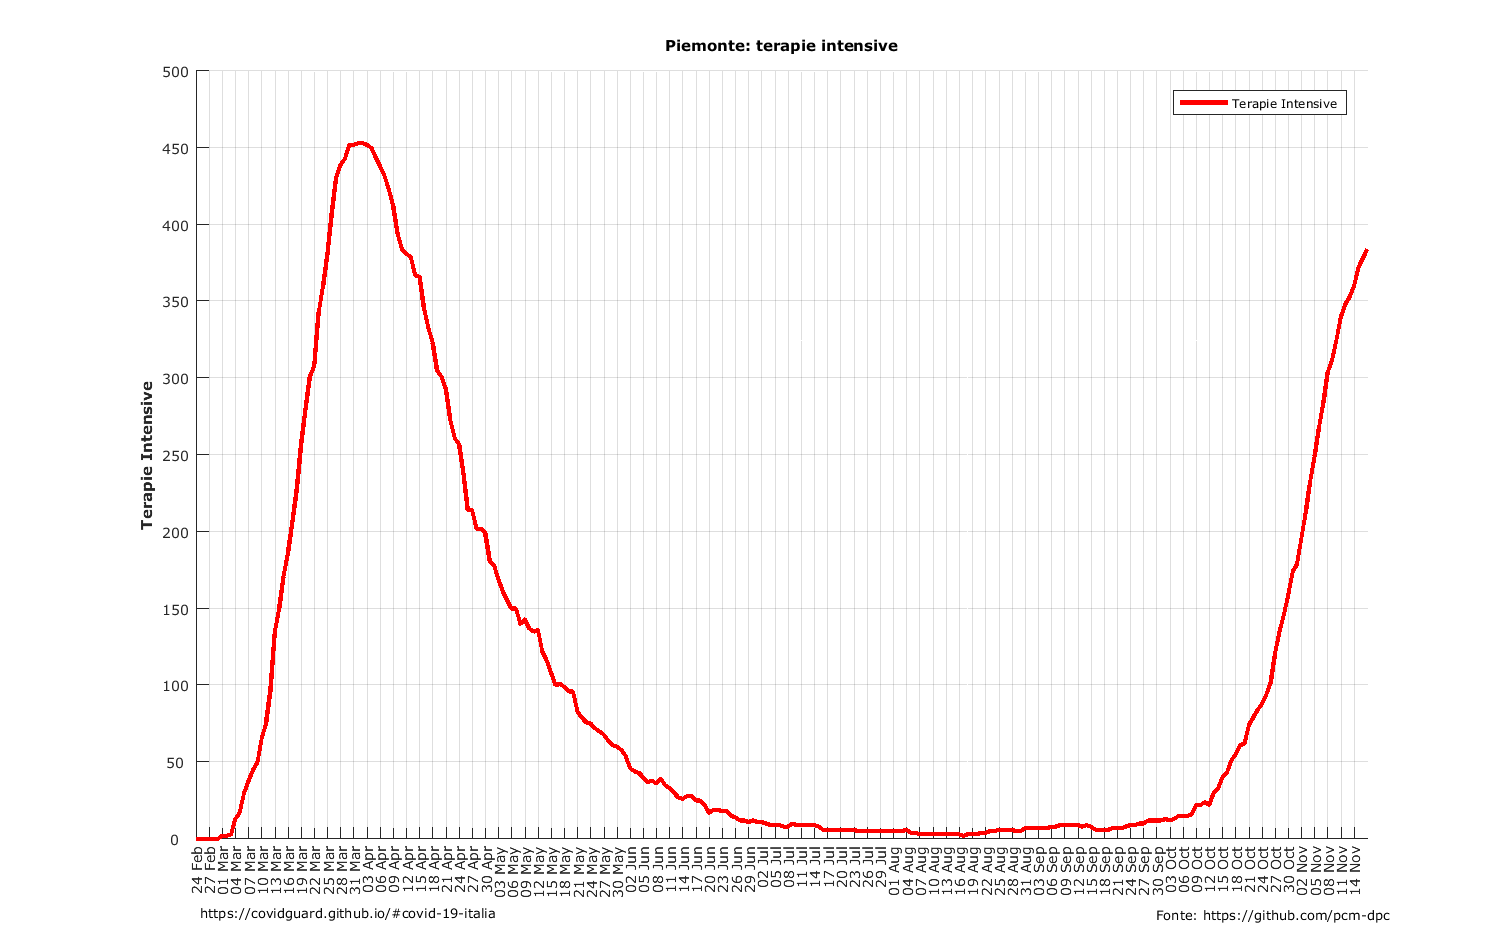 Piemonte: terapie intensive
Terapie Intensive
Terapie Intensive
500
450
400
350
300
250
200
150
100
50
0
24 Feb
27 Feb
01 Mar
04 Mar
07 Mar
10 Mar
13 Mar
16 Mar
19 Mar
22 Mar
25 Mar
28 Mar
31 Mar
03 Apr
06 Apr
09 Apr
12 Apr
15 Apr
18 Apr
21 Apr
24 Apr
27 Apr
30 Apr
03 May
06 May
09 May
12 May
15 May
18 May
21 May
24 May
27 May
30 May
02 Jun
05 Jun
08 Jun
11 Jun
14 Jun
17 Jun
20 Jun
23 Jun
26 Jun
29 Jun
02 Jul
05 Jul
08 Jul
11 Jul
14 Jul
17 Jul
20 Jul
23 Jul
26 Jul
29 Jul
01 Aug
04 Aug
07 Aug
10 Aug
13 Aug
16 Aug
19 Aug
22 Aug
25 Aug
28 Aug
31 Aug
03 Sep
06 Sep
09 Sep
12 Sep
15 Sep
18 Sep
21 Sep
24 Sep
27 Sep
30 Sep
03 Oct
06 Oct
09 Oct
12 Oct
15 Oct
18 Oct
21 Oct
24 Oct
27 Oct
30 Oct
02 Nov
05 Nov
08 Nov
11 Nov
14 Nov
https://covidguard.github.io/#covid-19-italia
Fonte: https://github.com/pcm-dpc